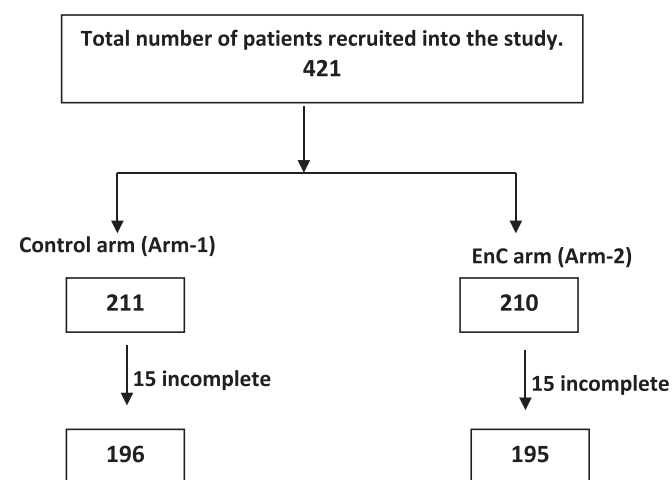 Total number of patients recruited into the study.
421
Control arm (Arm-1)
EnC arm (Arm-2)
211
210
15 incomplete
15 incomplete
196
195